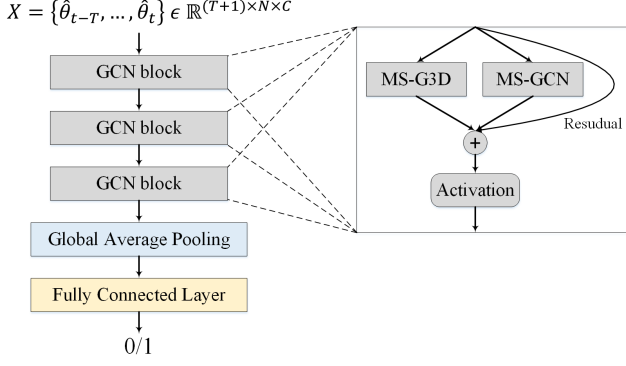 X = {θ̂ₜ₋T, …, θ̂ₜ} ϵ ℝ⁽ᵀ⁺¹⁾ˣᴺˣᶜ
GCN block
GCN block
GCN block
Global Average Pooling
Fully Connected Layer
0/1
MS-G3D
MS-GCN
Resudual
+
Activation